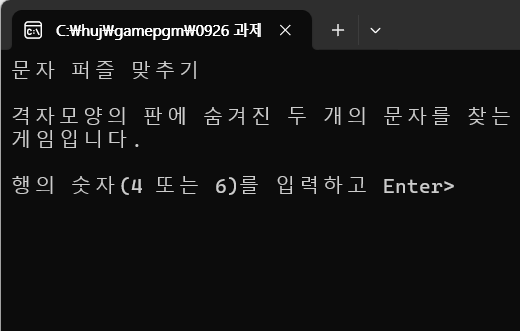 C:₩huj₩gamepgm₩0926 과제
문자 퍼즐 맞추기
격자모양의 판에 숨겨진 두 개의 문자를 찾는
게임입니다.
행의 숫자(4 또는 6)를 입력하고 Enter>